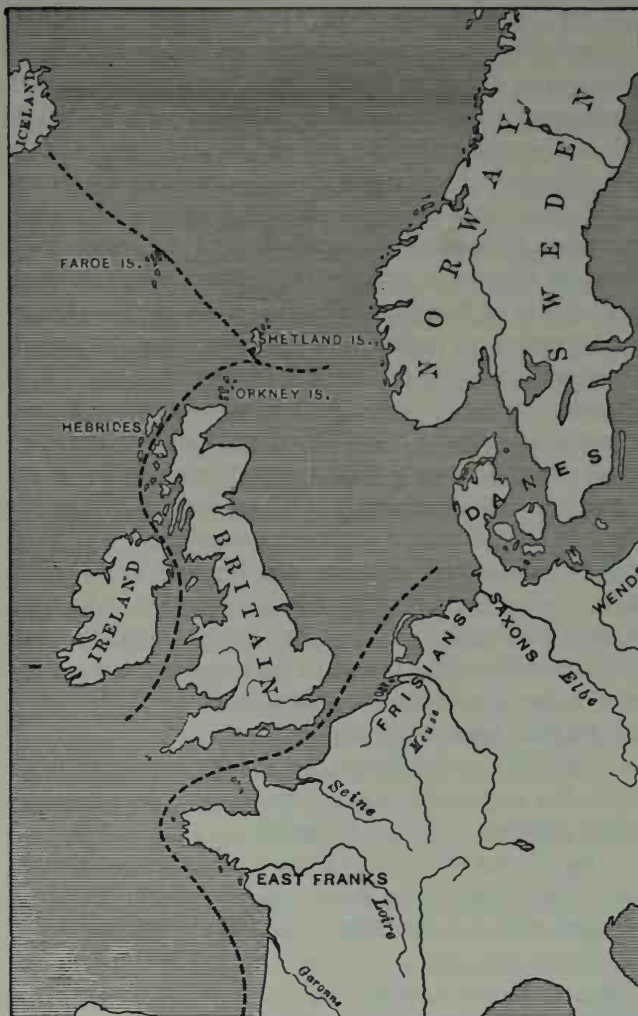 ICELAND
FAROE IS.
SHETLAND IS.
ORKNEY IS.
HEBRIDES
NORWAY
SWEDEN
DANES
IRELAND
BRITAIN
WENDS
SAXONS
FRISIANS
Elbe
Meuse
Seine
EAST FRANKS
Loire
Garonne